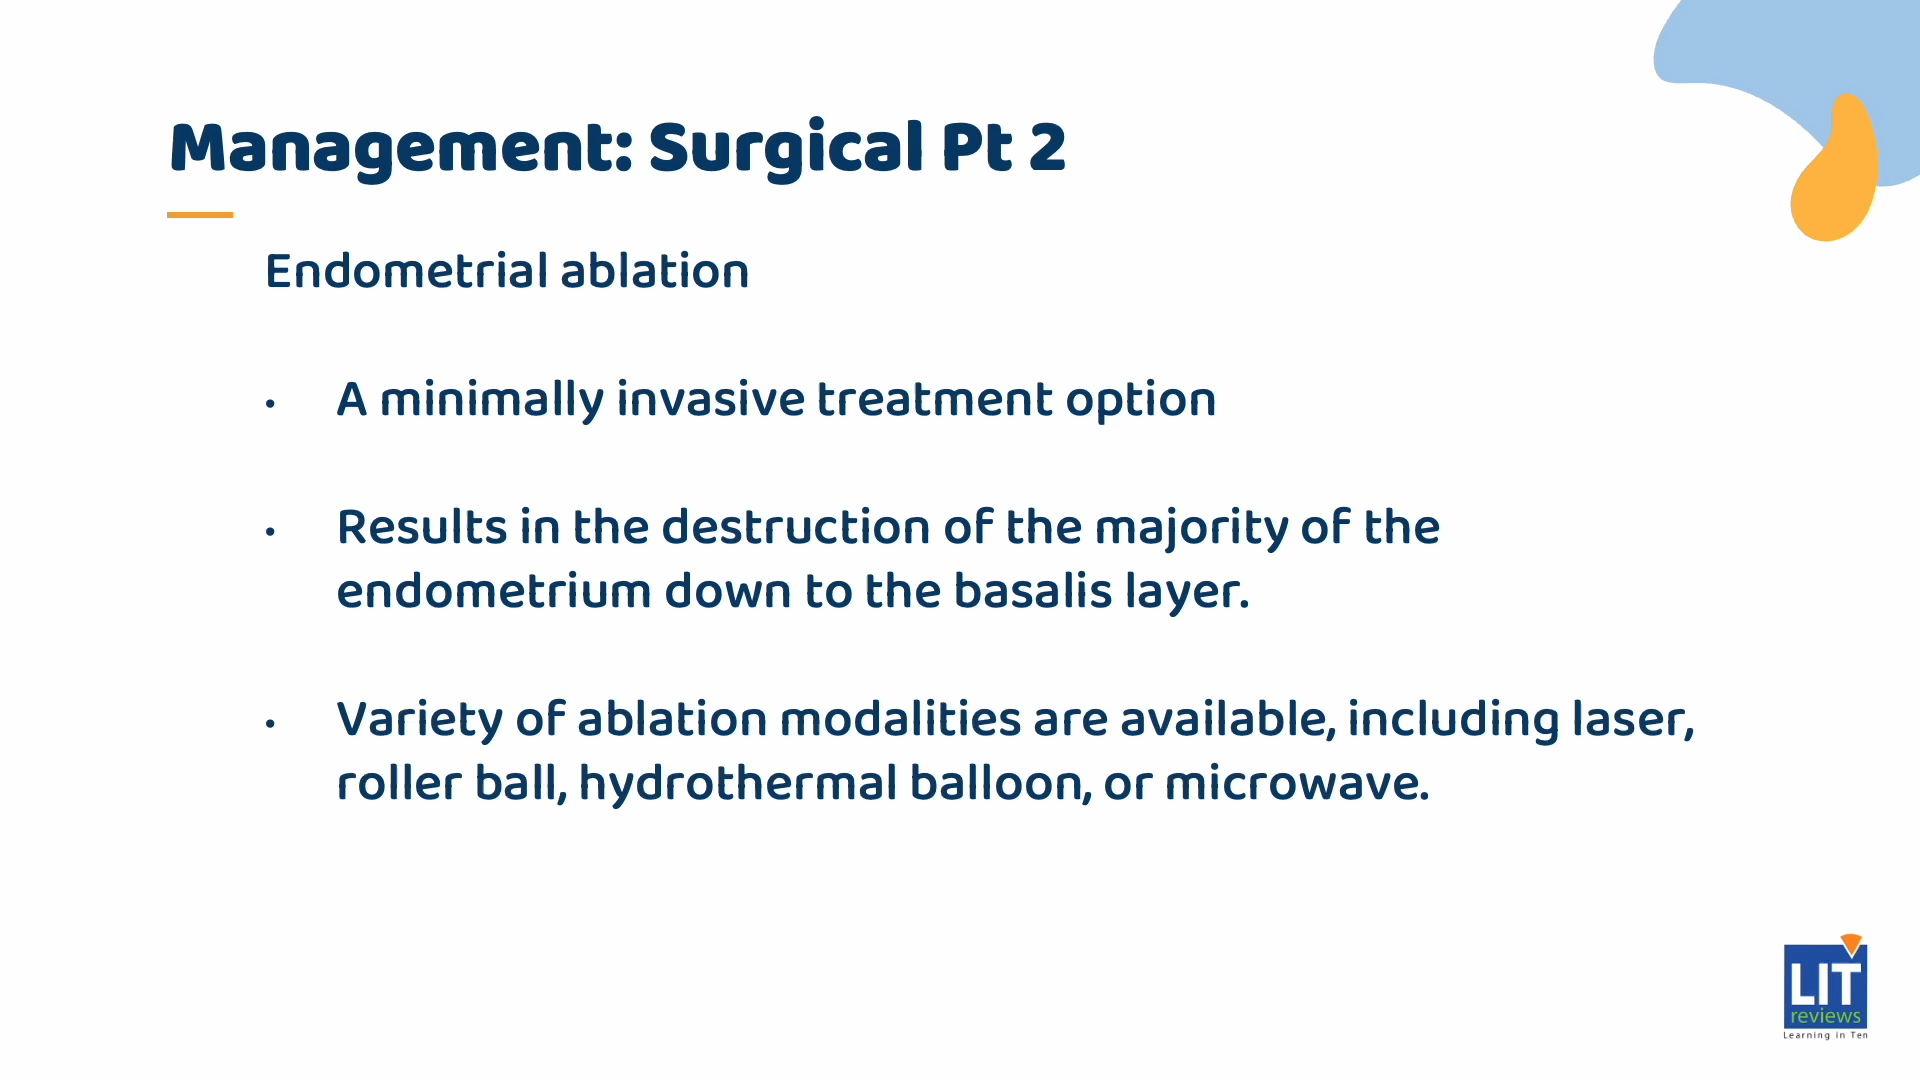 Management: Surgical Pt 2
Endometrial ablation
• A minimally invasive treatment option
• Results in the destruction of the majority of the
endometrium down to the basalis layer.
• Variety of ablation modalities are available, including laser,
roller ball, hydrothermal balloon, or microwave.
LIT
reviews
Learning in Ten